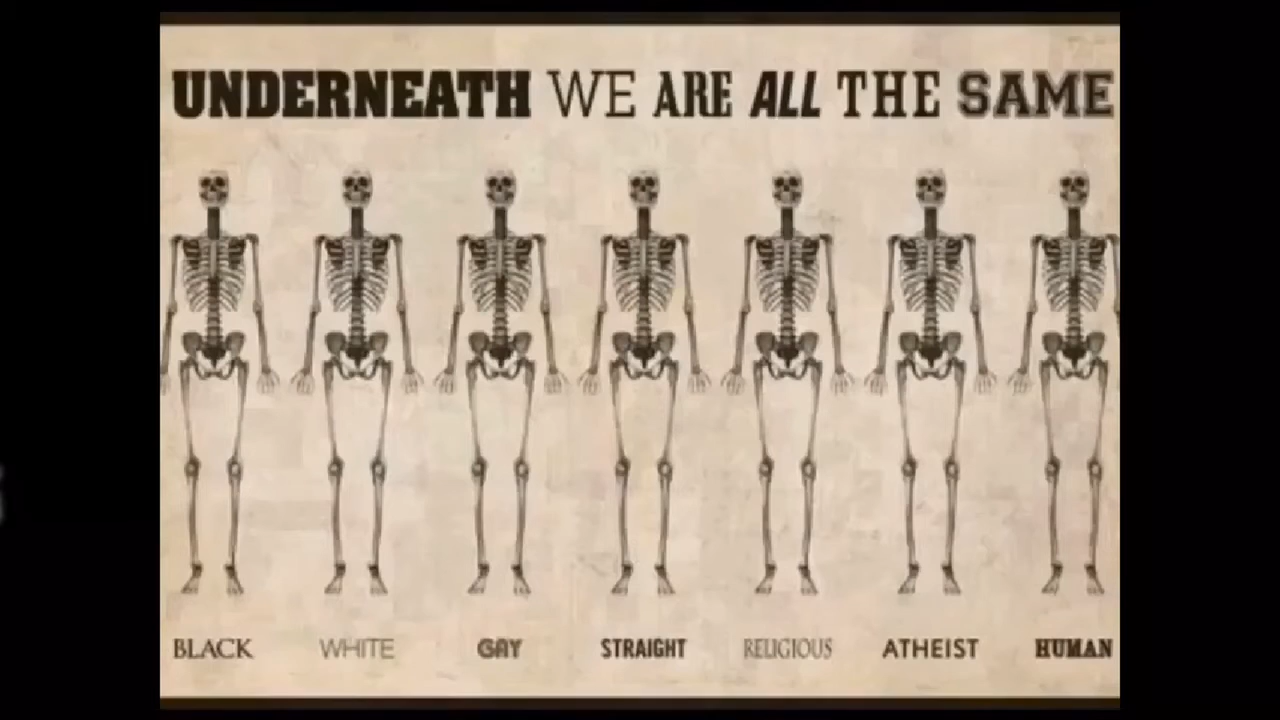 UNDERNEATH WE ARE ALL THE SAME
BLACK WHITE GAY STRAIGHT RELIGIOUS ATHEIST HUMAN